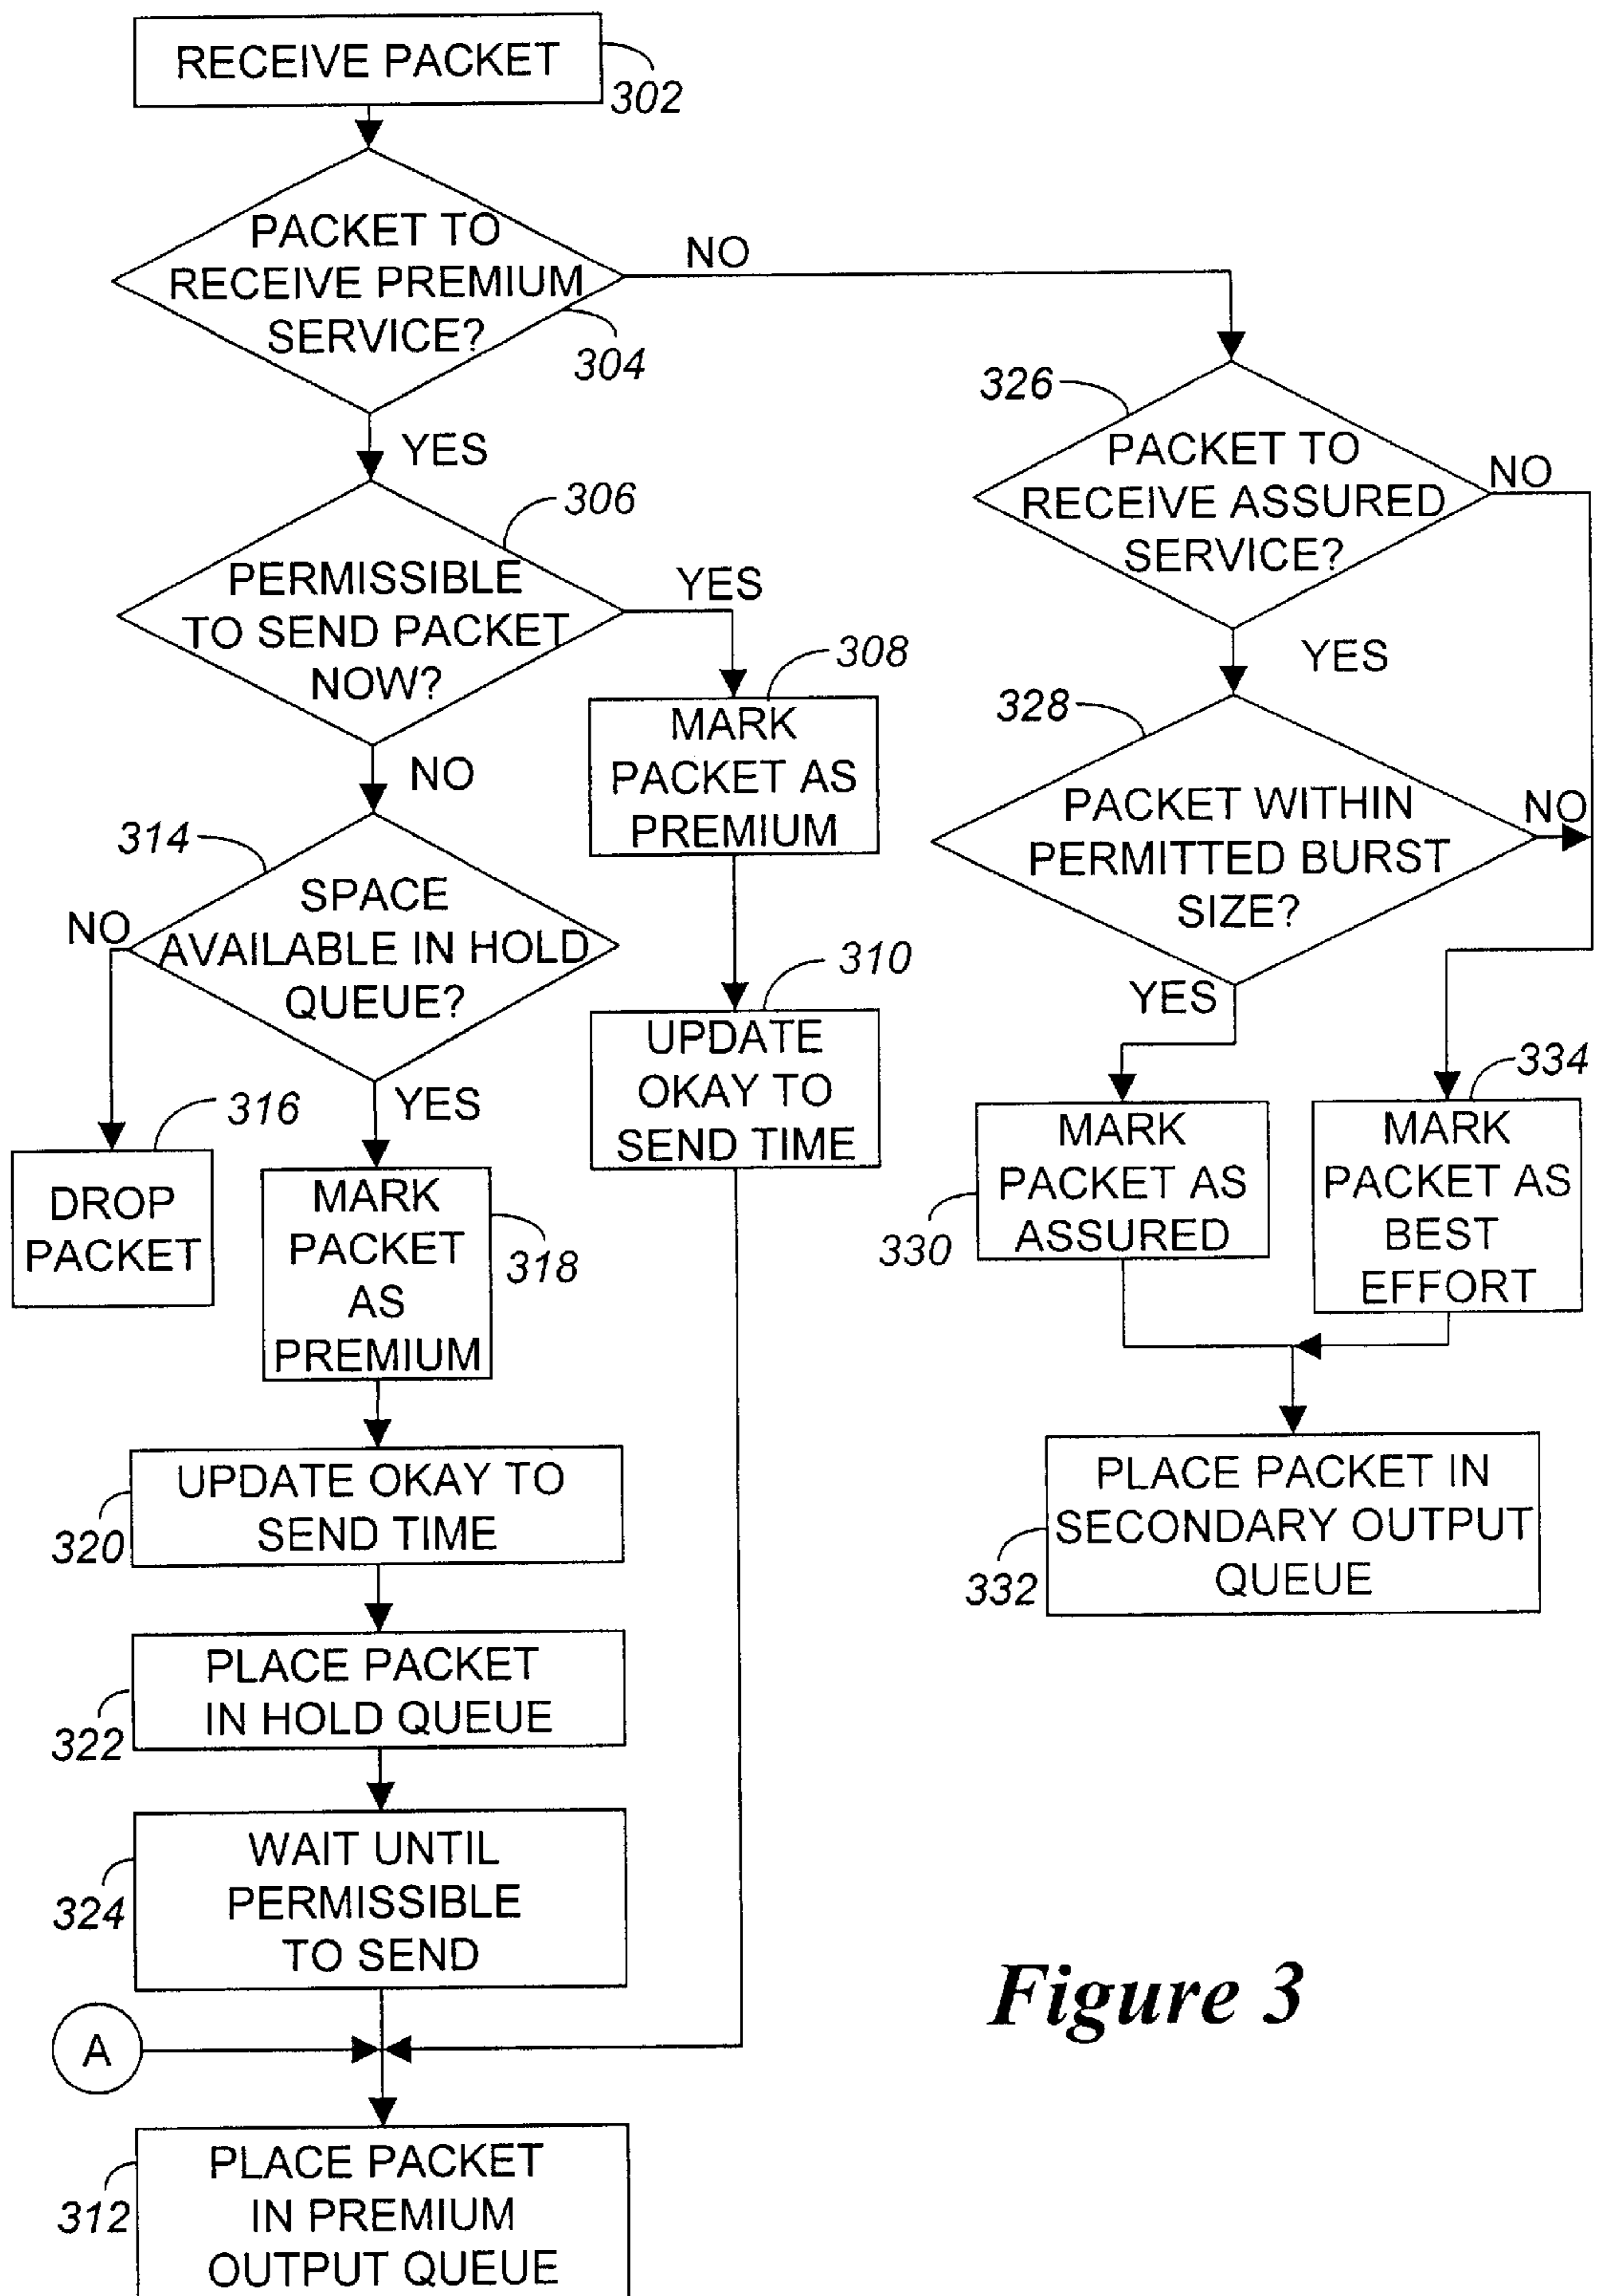 RECEIVE PACKET
302
PACKET TO
RECEIVE PREMIUM
SERVICE?
304
NO
YES
326
PACKET TO
RECEIVE ASSURED
SERVICE?
NO
YES
306
PERMISSIBLE
TO SEND PACKET
NOW?
YES
NO
308
MARK
PACKET AS
PREMIUM
328
PACKET WITHIN
PERMITTED BURST
SIZE?
NO
YES
314
SPACE
AVAILABLE IN HOLD
QUEUE?
NO
YES
310
UPDATE
OKAY TO
SEND TIME
316
DROP
PACKET
MARK
PACKET
AS
PREMIUM
318
330
MARK
PACKET AS
ASSURED
334
MARK
PACKET AS
BEST
EFFORT
320
UPDATE OKAY TO
SEND TIME
332
PLACE PACKET IN
SECONDARY OUTPUT
QUEUE
322
PLACE PACKET
IN HOLD QUEUE
324
WAIT UNTIL
PERMISSIBLE
TO SEND
A
312
PLACE PACKET
IN PREMIUM
OUTPUT QUEUE
Figure 3